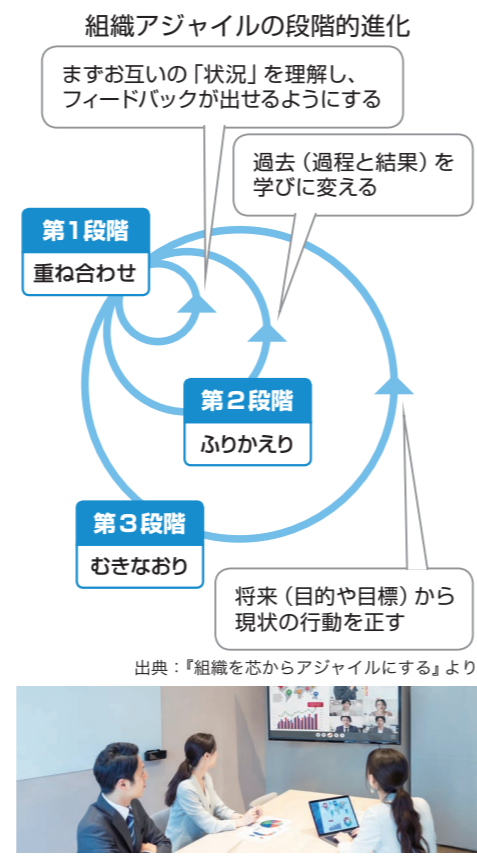 組織アジャイルの段階的進化
まずお互いの「状況」を理解し、
フィードバックが出せるようにする
過去（過程と結果）を
学びに変える
第1段階
重ね合わせ
第2段階
ふりかえり
第3段階
むきなおり
将来（目的や目標）から
現状の行動を正す
出典：『組織を芯からアジャイルにする』より